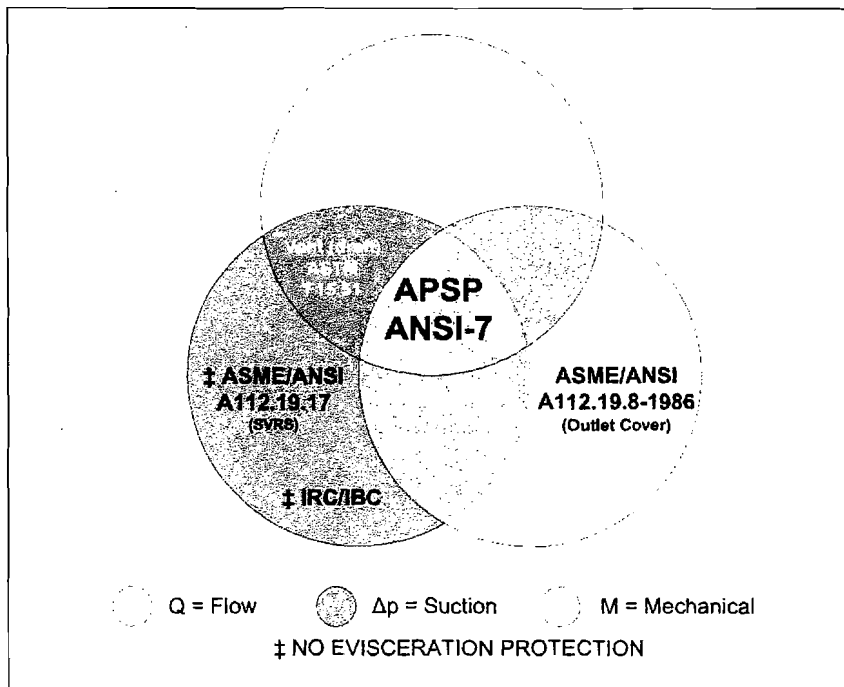 APSP
ANSI-7
‡ ASME/ANSI
A112.19.17
(SVRS)
ASME/ANSI
A112.19.8-1986
(Outlet Cover)
‡ IRC/IBC
Q = Flow
Δp = Suction
M = Mechanical
‡ NO EVISCERATION PROTECTION